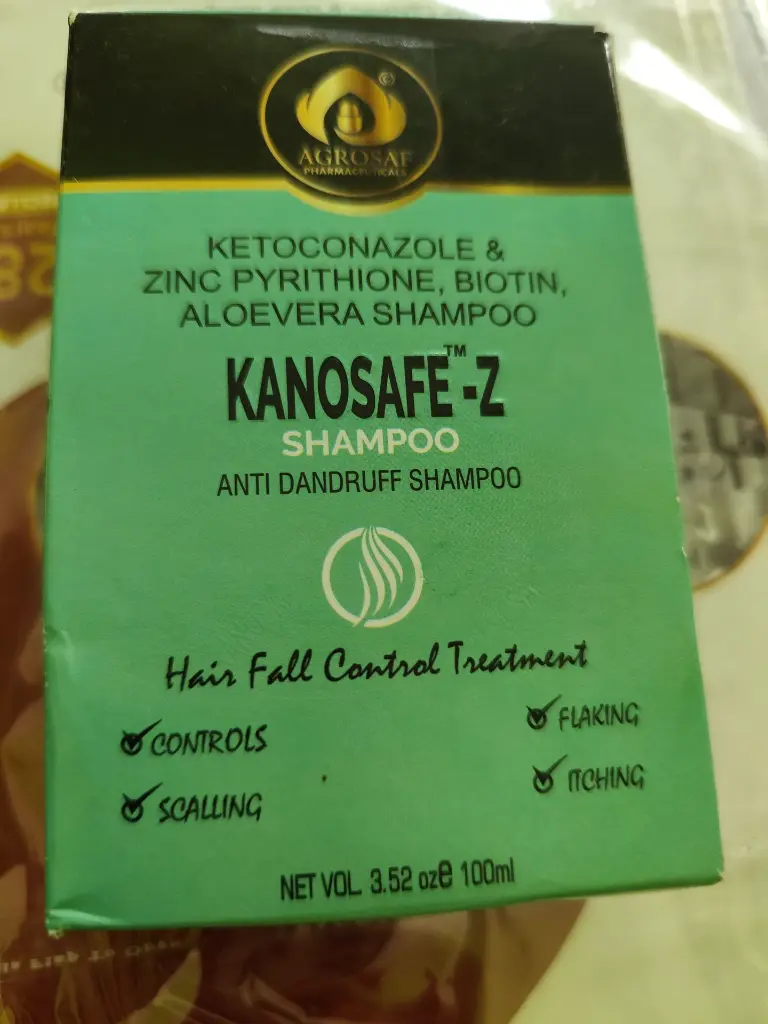 ©
AGROSAF
PHARMACEUTICALS
KETOCONAZOLE &
ZINC PYRITHIONE, BIOTIN,
ALOEVERA SHAMPOO
KANOSAFE™-Z
SHAMPOO
ANTI DANDRUFF SHAMPOO
Hair Fall Control Treatment
CONTROLS
FLAKING
SCALLING
ITCHING
NET VOL. 3.52 oz℮ 100ml